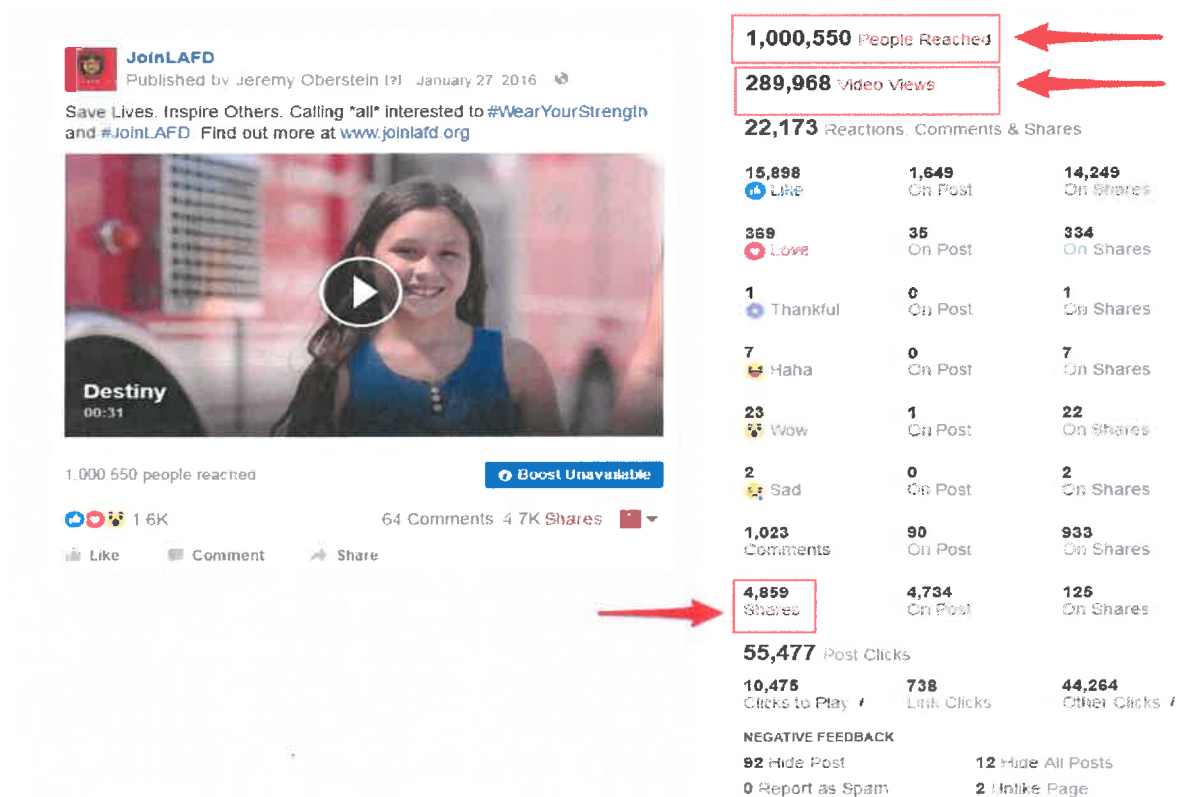 JoinLAFD
Published by Jeremy Oberstein [?] January 27, 2016
Save Lives. Inspire Others. Calling *all* interested to #WearYourStrength
and #JoinLAFD Find out more at www.joinlafd.org
Destiny
00:31
1,000,550 people reached
Boost Unavailable
1.6K
64 Comments 4.7K Shares
Like Comment Share
1,000,550 People Reached
289,968 Video Views
22,173 Reactions, Comments & Shares
15,898 1,649 14,249
Like On Post On Shares
369 35 334
Love On Post On Shares
1 0 1
Thankful On Post On Shares
7 0 7
Haha On Post On Shares
23 1 22
Wow On Post On Shares
2 0 2
Sad On Post On Shares
1,023 90 933
Comments On Post On Shares
4,859 4,734 125
Shares On Post On Shares
55,477 Post Clicks
10,475 738 44,264
Clicks to Play i Link Clicks Other Clicks i
NEGATIVE FEEDBACK
92 Hide Post 12 Hide All Posts
0 Report as Spam 2 Unlike Page